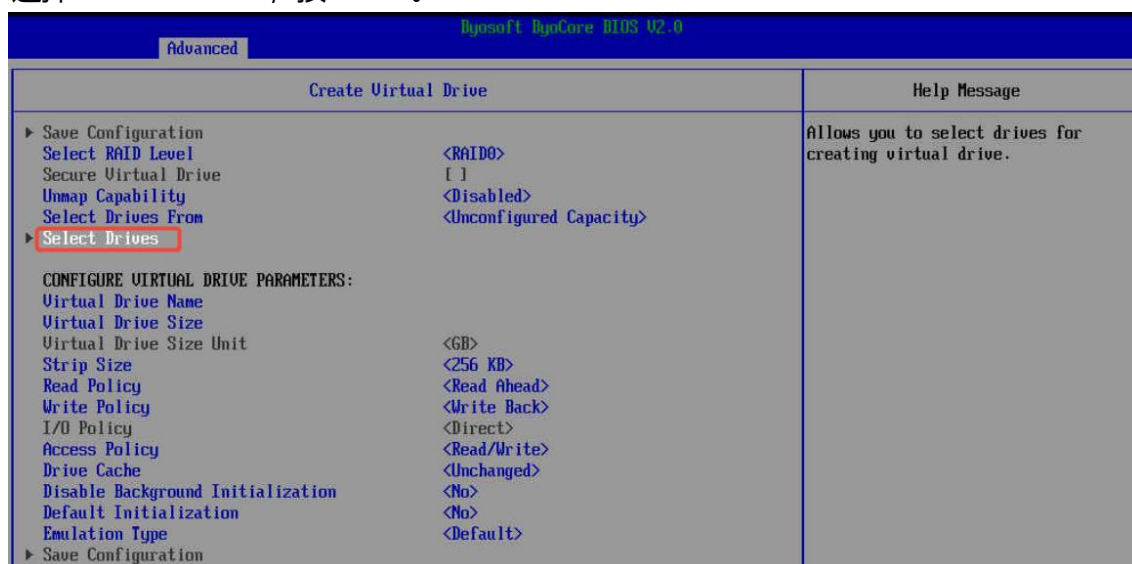 Byosoft ByoCore BIOS V2.0
Advanced
Create Virtual Drive
Help Message
Save Configuration
Select RAID Level <RAID0>
Secure Virtual Drive [ ]
Unmap Capability <Disabled>
Select Drives From <Unconfigured Capacity>
Select Drives
Allows you to select drives for
creating virtual drive.
CONFIGURE VIRTUAL DRIVE PARAMETERS:
Virtual Drive Name
Virtual Drive Size
Virtual Drive Size Unit <GB>
Strip Size <256 KB>
Read Policy <Read Ahead>
Write Policy <Write Back>
I/O Policy <Direct>
Access Policy <Read/Write>
Drive Cache <Unchanged>
Disable Background Initialization <No>
Default Initialization <No>
Emulation Type <Default>
Save Configuration